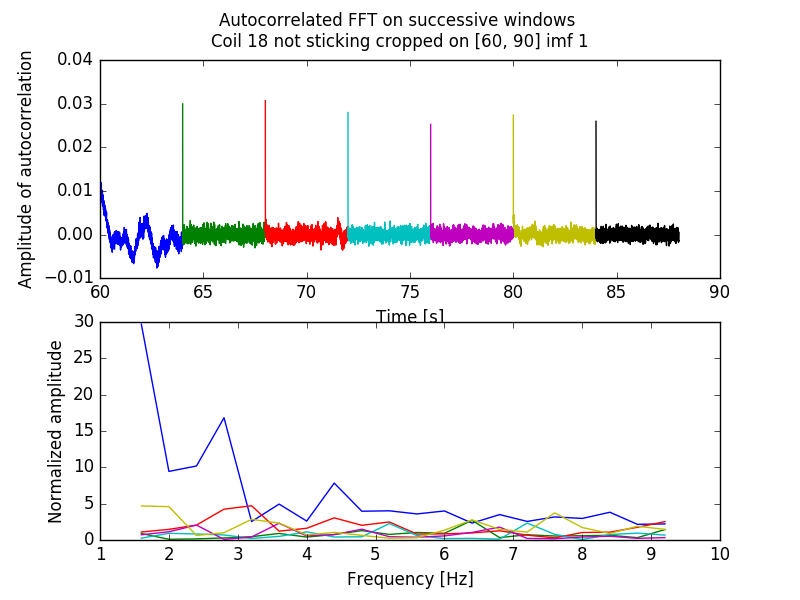 Autocorrelated FFT on successive windows
Coil 18 not sticking cropped on [60, 90] imf 1
Amplitude of autocorrelation
0.04
0.03
0.02
0.01
0.00
−0.01
60 65 70 75 80 85 90
Time [s]
Normalized amplitude
30
25
20
15
10
5
0
1 2 3 4 5 6 7 8 9 10
Frequency [Hz]